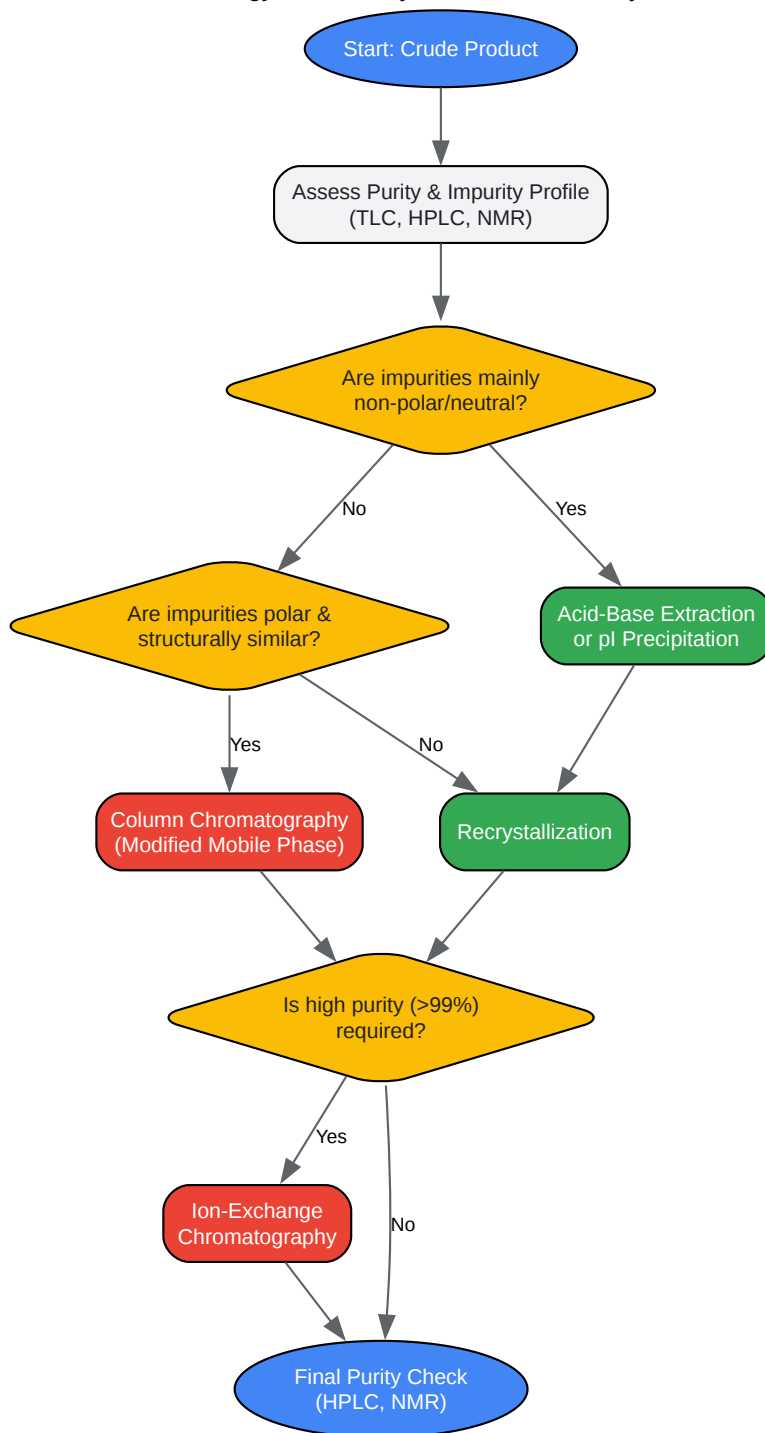 Start: Crude Product
Assess Purity & Impurity Profile
(TLC, HPLC, NMR)
Are impurities mainly
non-polar/neutral?
No
Yes
Are impurities polar &
structurally similar?
Acid-Base Extraction
or pI Precipitation
Yes
No
Column Chromatography
(Modified Mobile Phase)
Recrystallization
Is high purity (>99%)
required?
Yes
Ion-Exchange
Chromatography
No
Final Purity Check
(HPLC, NMR)